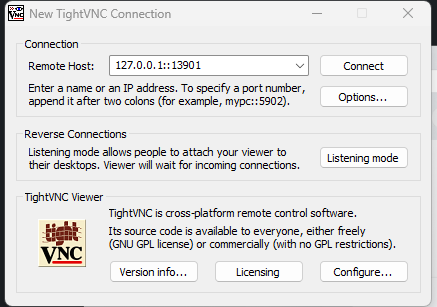 New TightVNC Connection
Connection
Remote Host:
127.0.0.1::13901
Connect
Enter a name or an IP address. To specify a port number,
append it after two colons (for example, mypc::5902).
Options...
Reverse Connections
Listening mode allows people to attach your viewer to
their desktops. Viewer will wait for incoming connections.
Listening mode
TightVNC Viewer
tight
VNC
TightVNC is cross-platform remote control software.
Its source code is available to everyone, either freely
(GNU GPL license) or commercially (with no GPL restrictions).
Version info...
Licensing
Configure...